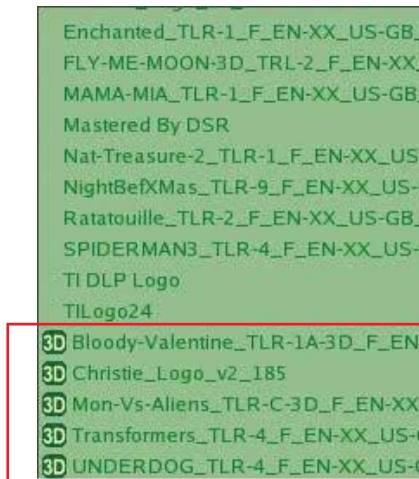 Enchanted_TLR-1_F_EN-XX_US-GB_
FLY-ME-MOON-3D_TRL-2_F_EN-XX_
MAMA-MIA_TLR-1_F_EN-XX_US-GB_
Mastered By DSR
Nat-Treasure-2_TLR-1_F_EN-XX_US
NightBefXMas_TLR-9_F_EN-XX_US-
Ratatouille_TLR-2_F_EN-XX_US-GB_
SPIDERMAN3_TLR-4_F_EN-XX_US-
TI DLP Logo
TILogo24
3D Bloody-Valentine_TLR-1A-3D_F_EN
3D Christie_Logo_v2_185
3D Mon-Vs-Aliens_TLR-C-3D_F_EN-XX
3D Transformers_TLR-4_F_EN-XX_US-
3D UNDERDOG_TLR-4_F_EN-XX_US-